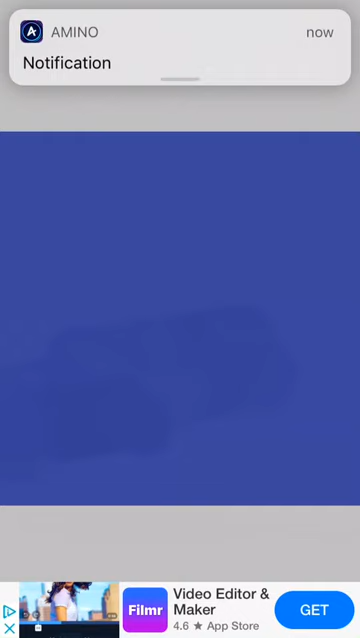 AMINO
now
Notification
Filmr
Video Editor &
Maker
4.6 ★ App Store
GET